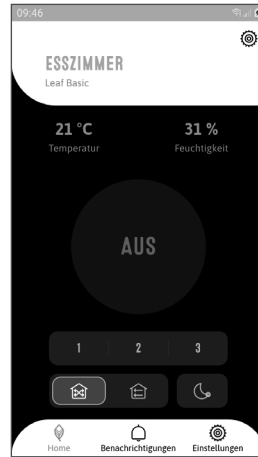 09:46
ESSZIMMER
Leaf Basic
21 °C 31 %
Temperatur Feuchtigkeit
AUS
1 2 3
Home Benachrichtigungen Einstellungen